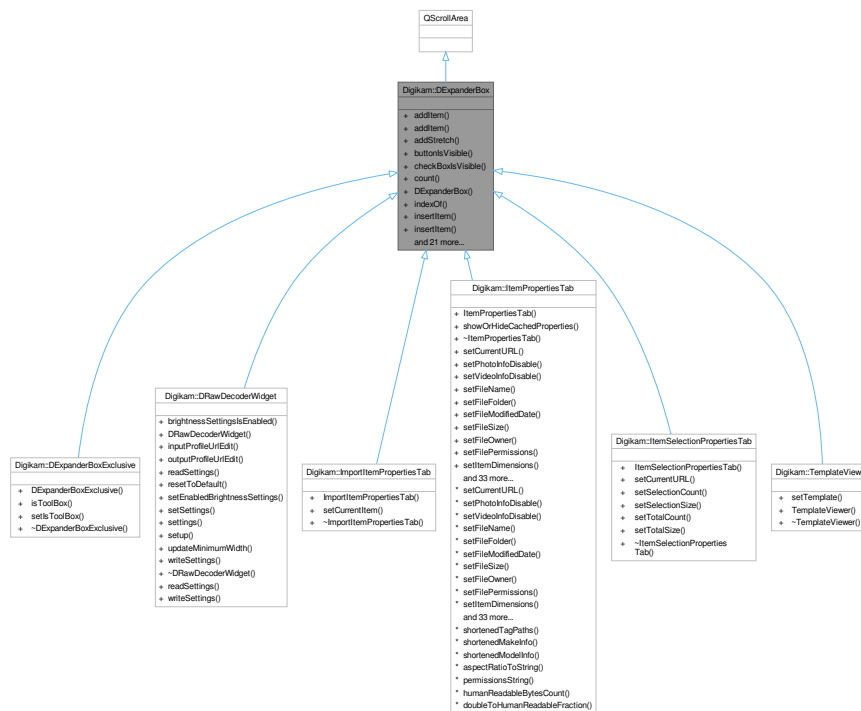 QScrollArea
Digikam::DExpanderBox
+ addItem()
+ addItem()
+ addStretch()
+ buttonIsVisible()
+ checkBoxIsVisible()
+ count()
+ DExpanderBox()
+ indexOf()
+ insertItem()
+ insertItem()
and 21 more...
Digikam::DExpanderBoxExclusive
+ DExpanderBoxExclusive()
+ isToolBox()
+ setIsToolBox()
+ ~DExpanderBoxExclusive()
Digikam::DRawDecoderWidget
+ brightnessSettingsIsEnabled()
+ DRawDecoderWidget()
+ inputProfileUrlEdit()
+ outputProfileUrlEdit()
+ readSettings()
+ resetToDefault()
+ setEnabledBrightnessSettings()
+ setSettings()
+ settings()
+ setup()
+ updateMinimumWidth()
+ writeSettings()
+ ~DRawDecoderWidget()
* readSettings()
* writeSettings()
Digikam::ImportItemPropertiesTab
+ ImportItemPropertiesTab()
+ setCurrentItem()
+ ~ImportItemPropertiesTab()
Digikam::ItemPropertiesTab
+ ItemPropertiesTab()
+ showOrHideCachedProperties()
+ ~ItemPropertiesTab()
+ setCurrentURL()
+ setPhotoInfoDisable()
+ setVideoInfoDisable()
+ setFileName()
+ setFileFolder()
+ setFileModifiedDate()
+ setFileSize()
+ setFileOwner()
+ setFilePermissions()
+ setItemDimensions()
and 33 more...
* setCurrentURL()
* setPhotoInfoDisable()
* setVideoInfoDisable()
* setFileName()
* setFileFolder()
* setFileModifiedDate()
* setFileSize()
* setFileOwner()
* setFilePermissions()
* setItemDimensions()
and 33 more...
* shortenedTagPaths()
* shortenedMakeInfo()
* shortenedModelInfo()
* aspectRatioToString()
* permissionsString()
* humanReadableBytesCount()
* doubleToHumanReadableFraction()
Digikam::ItemSelectionPropertiesTab
+ ItemSelectionPropertiesTab()
+ setCurrentURL()
+ setSelectionCount()
+ setSelectionSize()
+ setTotalCount()
+ setTotalSize()
+ ~ItemSelectionProperties
Tab()
Digikam::TemplateViewer
+ setTemplate()
+ TemplateViewer()
+ ~TemplateViewer()